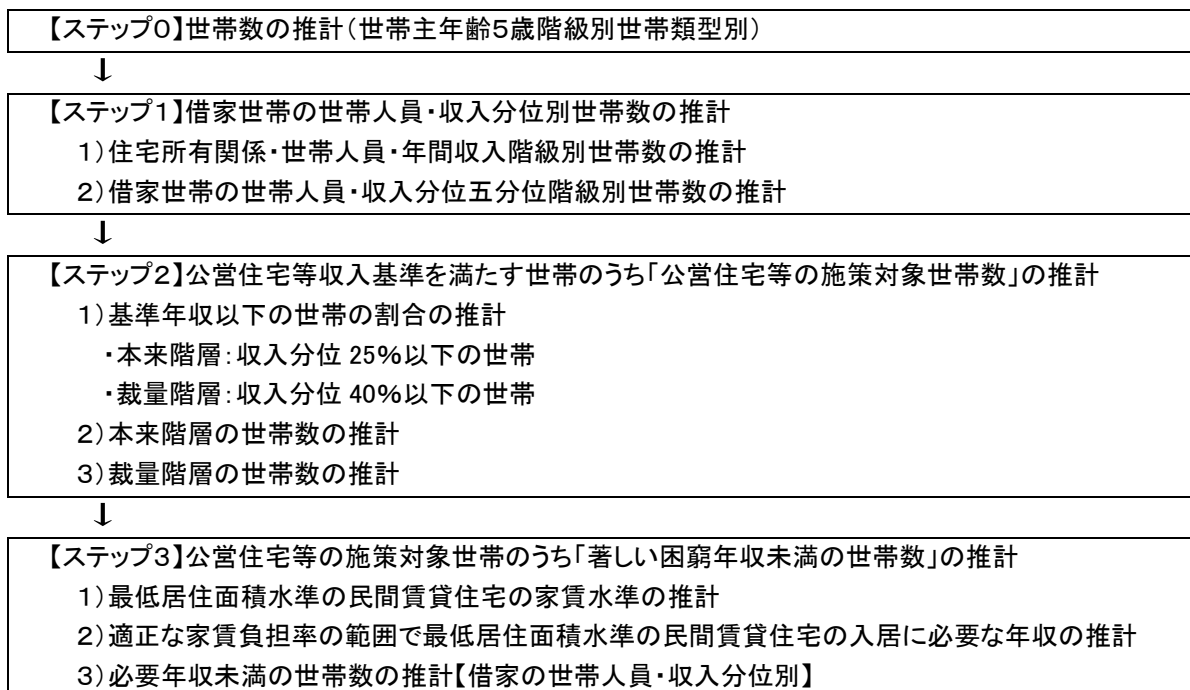 【ステップ０】世帯数の推計（世帯主年齢５歳階級別世帯類型別）
↓
【ステップ１】借家世帯の世帯人員・収入分位別世帯数の推計
１）住宅所有関係・世帯人員・年間収入階級別世帯数の推計
２）借家世帯の世帯人員・収入分位五分位階級別世帯数の推計
↓
【ステップ２】公営住宅等収入基準を満たす世帯のうち「公営住宅等の施策対象世帯数」の推計
１）基準年収以下の世帯の割合の推計
・本来階層：収入分位 25％以下の世帯
・裁量階層：収入分位 40％以下の世帯
２）本来階層の世帯数の推計
３）裁量階層の世帯数の推計
↓
【ステップ３】公営住宅等の施策対象世帯のうち「著しい困窮年収未満の世帯数」の推計
１）最低居住面積水準の民間賃貸住宅の家賃水準の推計
２）適正な家賃負担率の範囲で最低居住面積水準の民間賃貸住宅の入居に必要な年収の推計
３）必要年収未満の世帯数の推計【借家の世帯人員・収入分位別】